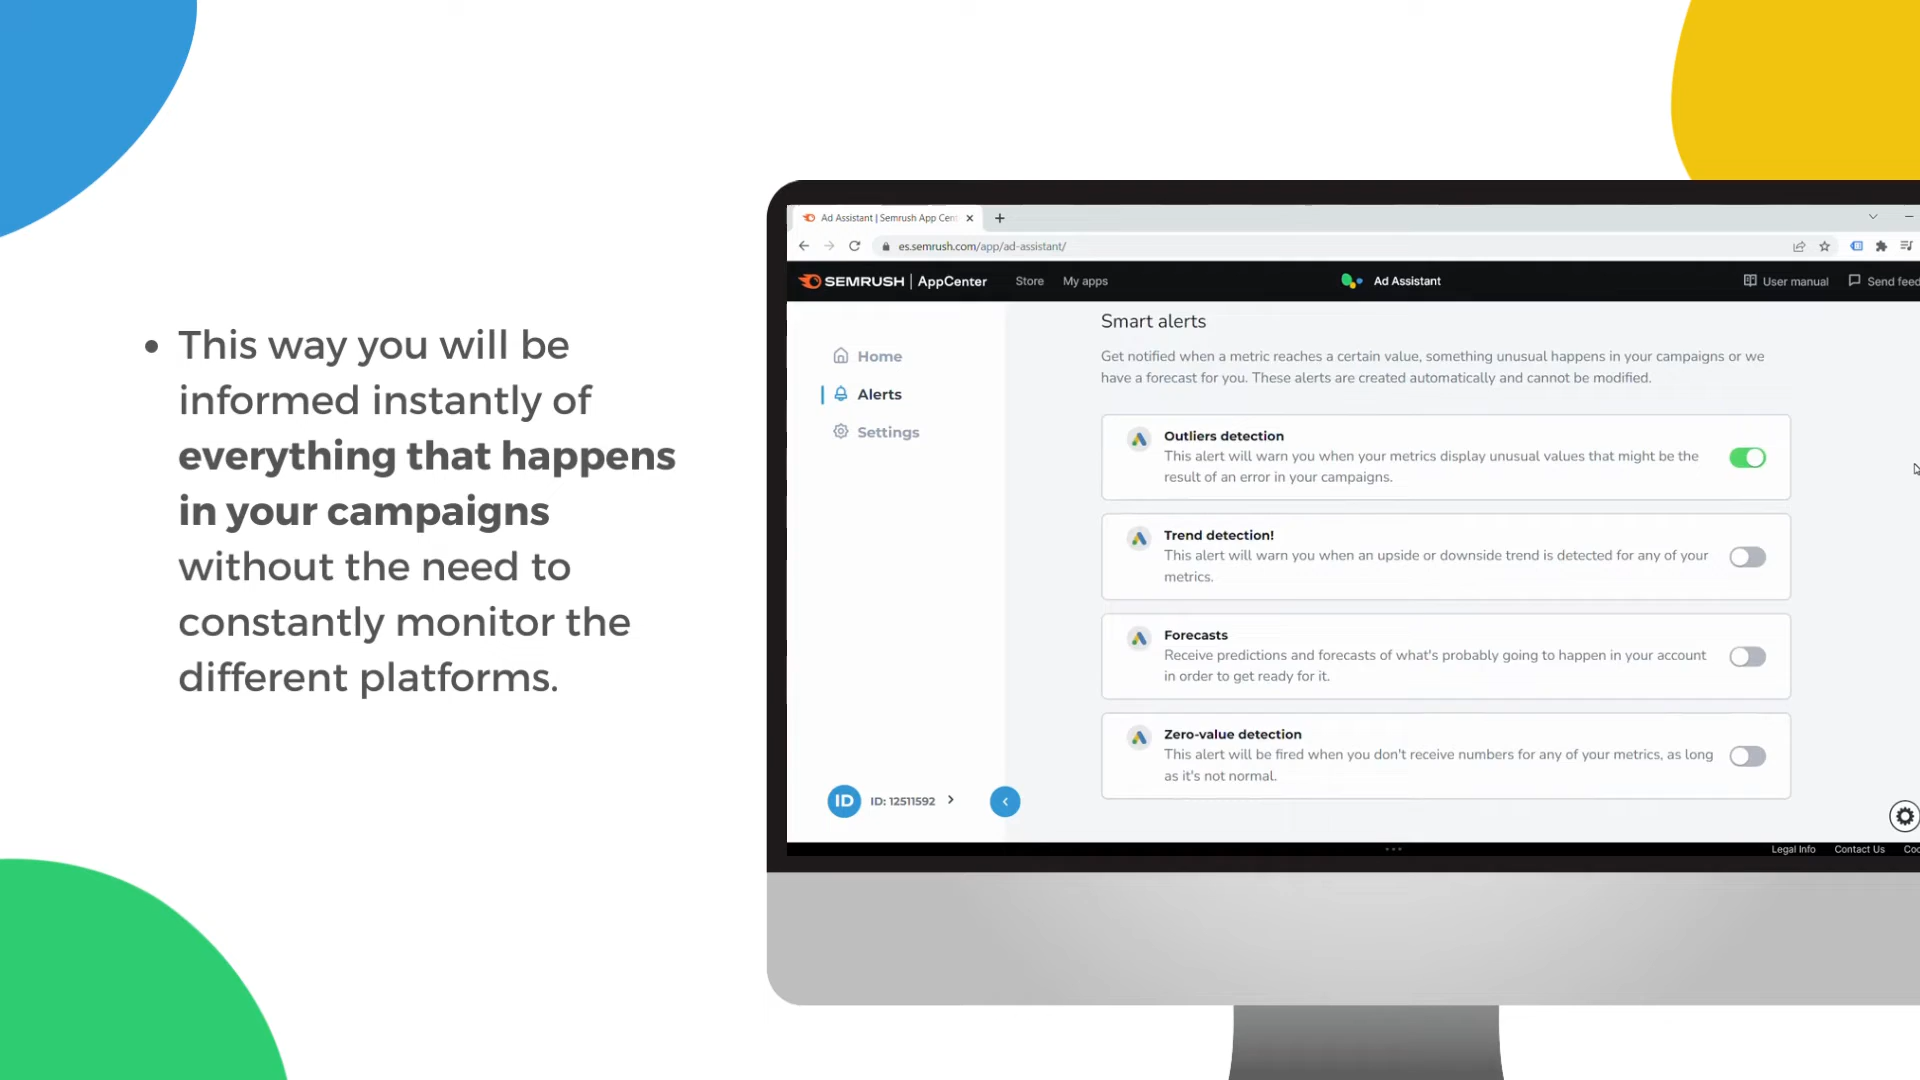 • This way you will be
informed instantly of
everything that happens
in your campaigns
without the need to
constantly monitor the
different platforms.
Ad Assistant | Semrush App Cen
es.semrush.com/app/ad-assistant/
SEMRUSH | AppCenter
Store
My apps
Ad Assistant
User manual
Send feed
Home
Alerts
Settings
ID
ID: 12511592
Smart alerts
Get notified when a metric reaches a certain value, something unusual happens in your campaigns or we
have a forecast for you. These alerts are created automatically and cannot be modified.
Outliers detection
This alert will warn you when your metrics display unusual values that might be the
result of an error in your campaigns.
Trend detection!
This alert will warn you when an upside or downside trend is detected for any of your
metrics.
Forecasts
Receive predictions and forecasts of what's probably going to happen in your account
in order to get ready for it.
Zero-value detection
This alert will be fired when you don't receive numbers for any of your metrics, as long
as it's not normal.
Legal Info
Contact Us
Coo